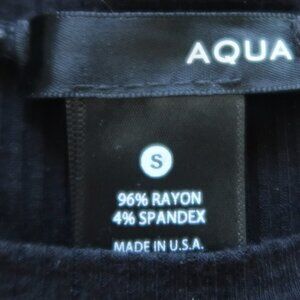 AQUA
S
96% RAYON
4% SPANDEX
MADE IN U.S.A.